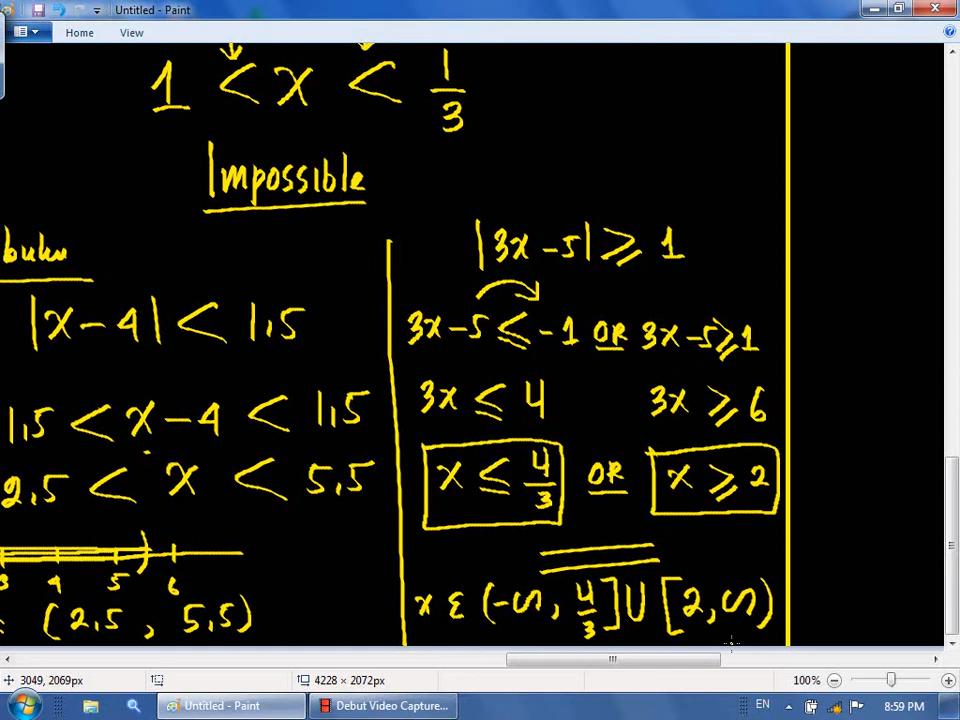 Untitled - Paint
Home View
1 < x < 1/3
Impossible
buku
|x-4| < 1,5
1,5 < x-4 < 1,5
2,5 < x < 5,5
3 4 5 6
(2,5 , 5,5)
|3x-5| ≥ 1
3x-5 ≤ -1 OR 3x-5 ≥ 1
3x ≤ 4 3x ≥ 6
x ≤ 4/3 OR x ≥ 2
x ε (-∞, 4/3] U [2, ∞)
3049, 2069px 4228 × 2072px 100%
Untitled - Paint Debut Video Capture... EN 8:59 PM